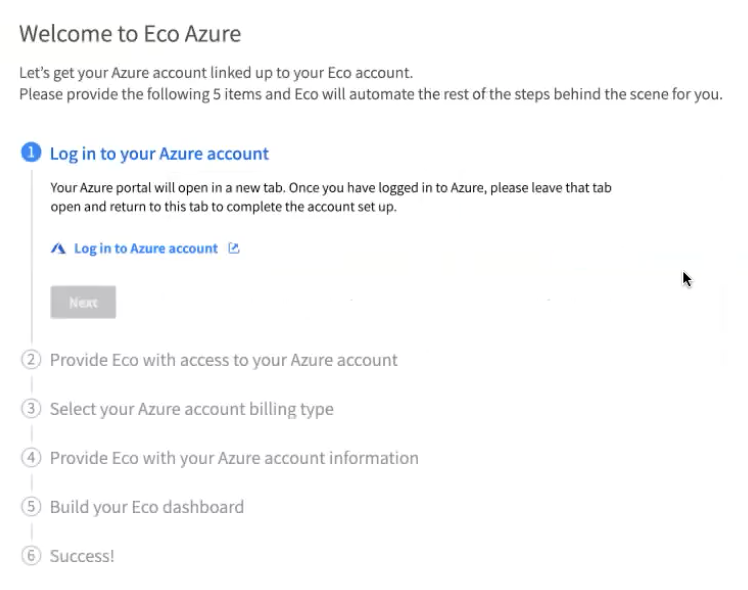 Welcome to Eco Azure
Let's get your Azure account linked up to your Eco account.
Please provide the following 5 items and Eco will automate the rest of the steps behind the scene for you.
1 Log in to your Azure account
Your Azure portal will open in a new tab. Once you have logged in to Azure, please leave that tab
open and return to this tab to complete the account set up.
Log in to Azure account
Next
2 Provide Eco with access to your Azure account
3 Select your Azure account billing type
4 Provide Eco with your Azure account information
5 Build your Eco dashboard
6 Success!